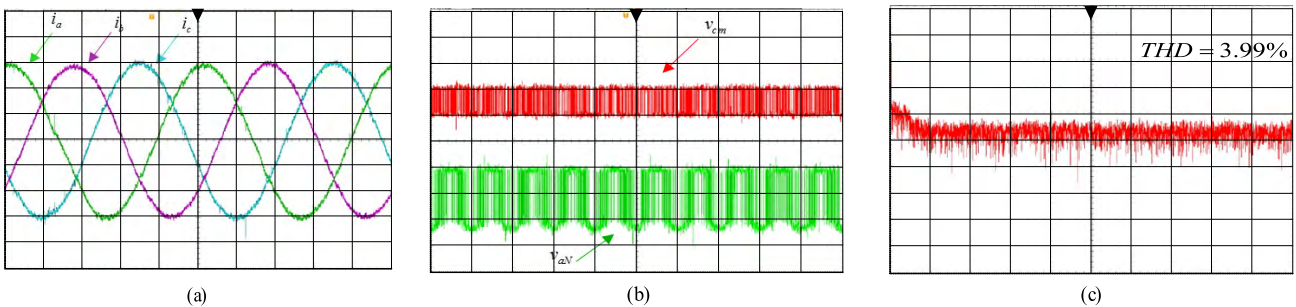 i_a i_b i_c
v_cm
v_aN
THD = 3.99%
(a) (b) (c)